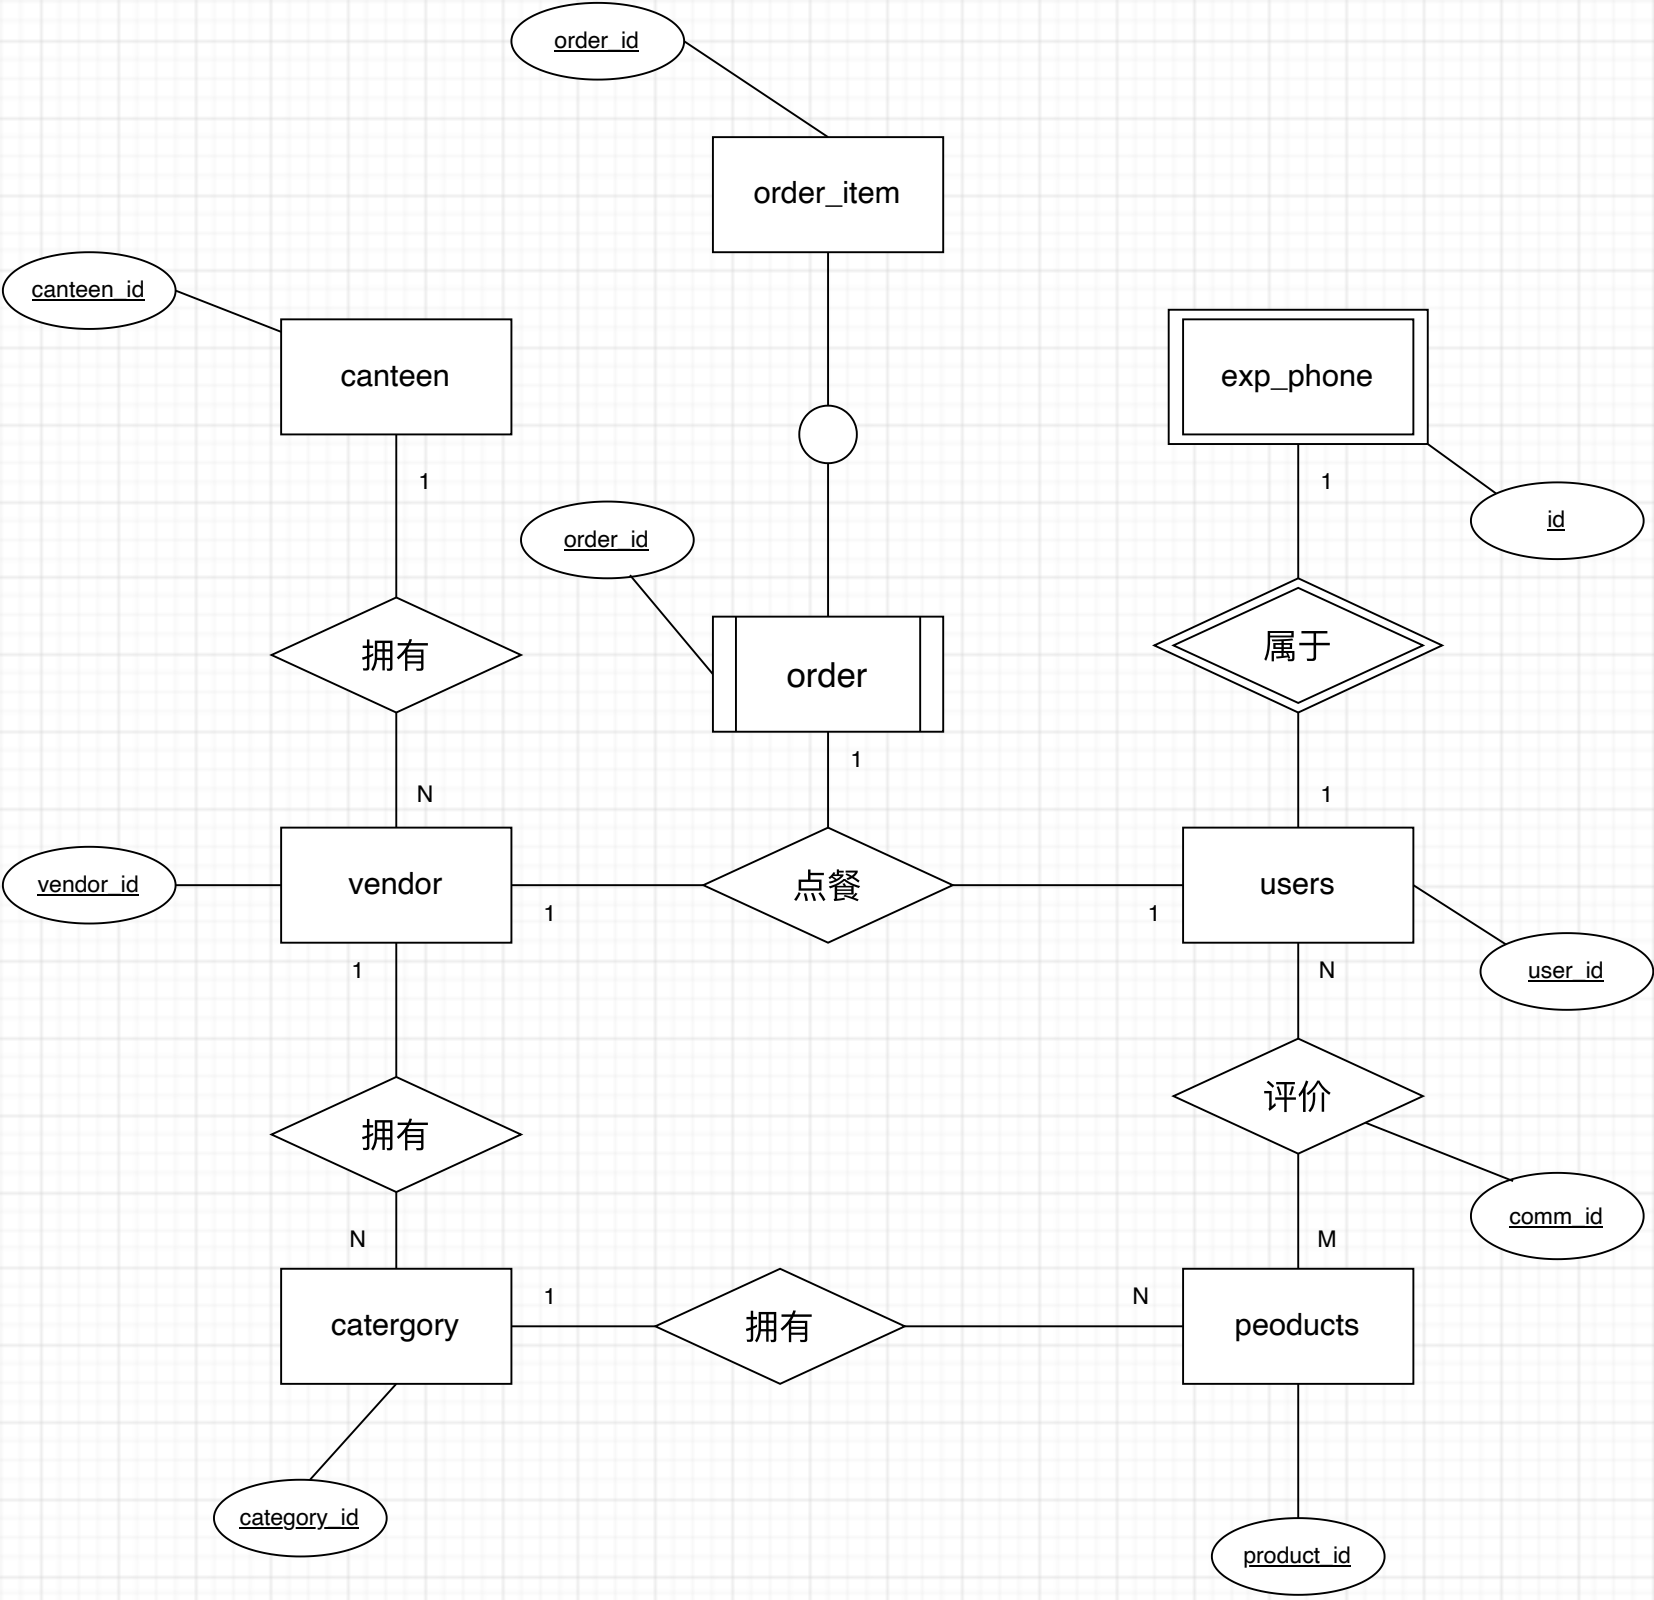 order_id
order_item
canteen_id
canteen
exp_phone
1
1
id
order_id
拥有
order
属于
1
N
1
vendor_id
vendor
点餐
users
1
1
1
N
user_id
拥有
评价
comm_id
N
M
catergory
1
拥有
N
peoducts
category_id
product_id